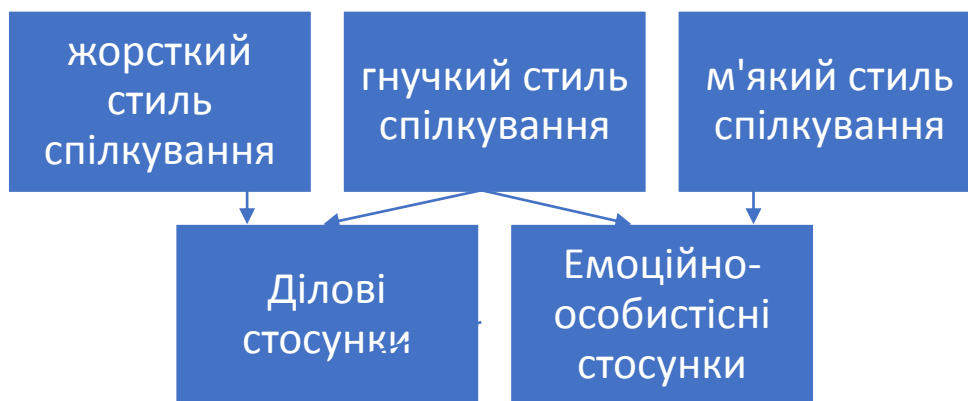 жорсткий
стиль
спілкування
гнучкий стиль
спілкування
м'який стиль
спілкування
Ділові
стосунки
Емоційно-
особистісні
стосунки